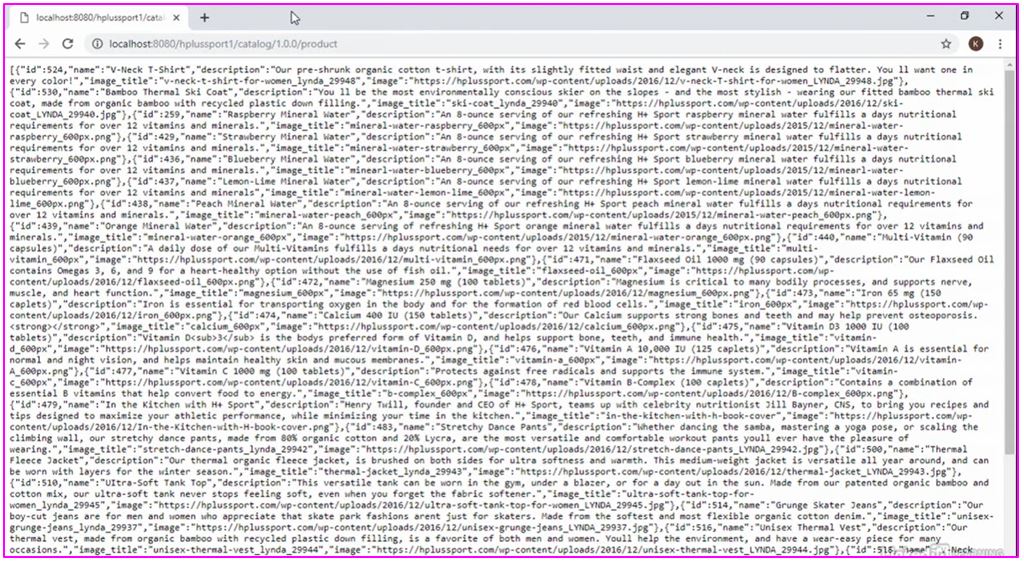 localhost:8080/hplussport1/catal
localhost:8080/hplussport1/catalog/1.0.0/product
K
[{"id":524,"name":"V-Neck T-Shirt","description":"Our pre-shrunk organic cotton t-shirt, with its slightly fitted waist and elegant V-neck is designed to flatter. You ll want one in
every color!","image_title":"v-neck-t-shirt-for-women_lynda_29948","image":"https://hplussport.com/wp-content/uploads/2016/12/v-neck-T-shirt-for-women_LYNDA_29948.jpg"},
{"id":530,"name":"Bamboo Thermal Ski Coat","description":"You ll be the most environmentally conscious skier on the slopes - and the most stylish - wearing our fitted bamboo thermal ski
coat, made from organic bamboo with recycled plastic down filling.","image_title":"ski-coat_lynda_29940","image":"https://hplussport.com/wp-content/uploads/2016/12/ski-
coat_LYNDA_29940.jpg"},{"id":259,"name":"Raspberry Mineral Water","description":"An 8-ounce serving of our refreshing H+ Sport raspberry mineral water fulfills a days nutritional
requirements for over 12 vitamins and minerals.","image_title":"mineral-water-raspberry_600px","image":"https://hplussport.com/wp-content/uploads/2015/12/mineral-water-
raspberry_600px.png"},{"id":429,"name":"Strawberry Mineral Water","description":"An 8-ounce serving of our refreshing H+ Sport strawberry mineral water fulfills a days nutritional
requirements for over 12 vitamins and minerals.","image_title":"mineral-water-strawberry_600px","image":"https://hplussport.com/wp-content/uploads/2015/12/mineral-water-
strawberry_600px.png"},{"id":436,"name":"Blueberry Mineral Water","description":"An 8-ounce serving of our refreshing H+ Sport blueberry mineral water fulfills a days nutritional
requirements for over 12 vitamins and minerals.","image_title":"minearl-water-blueberry_600px","image":"https://hplussport.com/wp-content/uploads/2015/12/minearl-water-
blueberry_600px.png"},{"id":437,"name":"Lemon-Lime Mineral Water","description":"An 8-ounce serving of our refreshing H+ Sport lemon-lime mineral water fulfills a days nutritional
requirements for over 12 vitamins and minerals","image_title":"mineral-water-lemon-lime_600px","image":"https://hplussport.com/wp-content/uploads/2015/12/mineral-water-lemon-
lime_600px.png"},{"id":438,"name":"Peach Mineral Water","description":"An 8-ounce serving of our refreshing H+ Sport peach mineral water fulfills a days nutritional requirements for
over 12 vitamins and minerals.","image_title":"mineral-water-peach_600px","image":"https://hplussport.com/wp-content/uploads/2015/12/mineral-water-peach_600px.png"},
{"id":439,"name":"Orange Mineral Water","description":"An 8-ounce serving of refreshing H+ Sport orange mineral water fulfills a days nutritional requirements for over 12 vitamins and
minerals.","image_title":"mineral-water-orange_600px","image":"https://hplussport.com/wp-content/uploads/2015/12/mineral-water-orange_600px.png"},{"id":440,"name":"Multi-Vitamin (90
capsules)","description":"A daily dose of our Multi-Vitamins fulfills a days nutritional needs for over 12 vitamins and minerals.","image_title":"multi-
vitamin_600px","image":"https://hplussport.com/wp-content/uploads/2016/12/multi-vitamin_600px.png"},{"id":471,"name":"Flaxseed Oil 1000 mg (90 capsules)","description":"Our Flaxseed Oil
contains Omegas 3, 6, and 9 for a heart-healthy option without the use of fish oil.","image_title":"flaxseed-oil_600px","image":"https://hplussport.com/wp-
content/uploads/2016/12/flaxseed-oil_600px.png"},{"id":472,"name":"Magnesium 250 mg (100 tablets)","description":"Magnesium is critical to many bodily processes, and supports nerve,
muscle, and heart function.","image_title":"magnesium_600px","image":"https://hplussport.com/wp-content/uploads/2016/12/magnesium_600px.png"},{"id":473,"name":"Iron 65 mg (150
caplets)","description":"Iron is essential for transporting oxygen in the body and for the formation of red blood cells.","image_title":"iron_600px","image":"https://hplussport.com/wp-
content/uploads/2016/12/iron_600px.png"},{"id":474,"name":"Calcium 400 IU (150 tablets)","description":"Our Calcium supports strong bones and teeth and may help prevent osteoporosis.
<strong></strong>","image_title":"calcium_600px","image":"https://hplussport.com/wp-content/uploads/2016/12/calcium_600px.png"},{"id":475,"name":"Vitamin D3 1000 IU (100
tablets)","description":"Vitamin D<sub>3</sub> is the bodys preferred form of Vitamin D, and helps support bone, teeth, and immune health.","image_title":"vitamin-
d_600px","image":"https://hplussport.com/wp-content/uploads/2016/12/vitamin-D_600px.png"},{"id":476,"name":"Vitamin A 10,000 IU (125 caplets)","description":"Vitamin A is essential for
normal and night vision, and helps maintain healthy skin and mucous membranes.","image_title":"vitamin-a_600px","image":"https://hplussport.com/wp-content/uploads/2016/12/vitamin-
A_600px.png"},{"id":477,"name":"Vitamin C 1000 mg (100 tablets)","description":"Protects against free radicals and supports the immune system.","image_title":"vitamin-
c_600px","image":"https://hplussport.com/wp-content/uploads/2016/12/vitamin-C_600px.png"},{"id":478,"name":"Vitamin B-Complex (100 caplets)","description":"Contains a combination of
essential B vitamins that help convert food to energy.","image_title":"b-complex_600px","image":"https://hplussport.com/wp-content/uploads/2016/12/B-complex_600px.png"},
{"id":479,"name":"In the Kitchen with H+ Sport","description":"Henry Twill, founder and CEO of H+ Sport, teams up with celebrity nutritionist Jill Bayner, CNS, to bring you recipes and
tips designed to maximize your athletic performance, while minimizing your time in the kitchen.","image_title":"in-the-kitchen-with-h-book-cover","image":"https://hplussport.com/wp-
content/uploads/2016/12/In-the-Kitchen-with-H-book-cover.png"},{"id":483,"name":"Stretchy Dance Pants","description":"Whether dancing the samba, mastering a yoga pose, or scaling the
climbing wall, our stretchy dance pants, made from 80% organic cotton and 20% Lycra, are the most versatile and comfortable workout pants youll ever have the pleasure of
wearing.","image_title":"stretch-dance-pants_lynda_29942","image":"https://hplussport.com/wp-content/uploads/2016/12/stretch-dance-pants_LYNDA_29942.jpg"},{"id":500,"name":"Thermal
Fleece Jacket","description":"Our thermal organic fleece jacket, is brushed on both sides for ultra softness and warmth. This medium-weight jacket is versatile all year around, and can
be worn with layers for the winter season.","image_title":"thermal-jacket_lynda_29943","image":"https://hplussport.com/wp-content/uploads/2016/12/thermal-jacket_LYNDA_29943.jpg"},
{"id":510,"name":"Ultra-Soft Tank Top","description":"This versatile tank can be worn in the gym, under a blazer, or for a day out in the sun. Made from our patented organic bamboo and
cotton mix, our ultra-soft tank never stops feeling soft, even when you forget the fabric softener.","image_title":"ultra-soft-tank-top-for-
women_lynda_29945","image":"https://hplussport.com/wp-content/uploads/2016/12/ultra-soft-tank-top-for-women_LYNDA_29945.jpg"},{"id":514,"name":"Grunge Skater Jeans","description":"Our
boy-cut jeans are for men and women who appreciate that skate park fashions arent just for skaters. Made from the softest and most flexible organic cotton denim.","image_title":"unisex-
grunge-jeans_lynda_29937","image":"https://hplussport.com/wp-content/uploads/2016/12/unisex-grunge-jeans_LYNDA_29937.jpg"},{"id":516,"name":"Unisex Thermal Vest","description":"Our
thermal vest, made from organic bamboo with recycled plastic down filling, is a favorite of both men and women. Youll help the environment, and have a wear-easy piece for many
occasions.","image_title":"unisex-thermal-vest_lynda_29944","image":"https://hplussport.com/wp-content/uploads/2016/12/unisex-thermal-vest_LYNDA_29944.jpg"},{"id":518,"name":"V-Neck